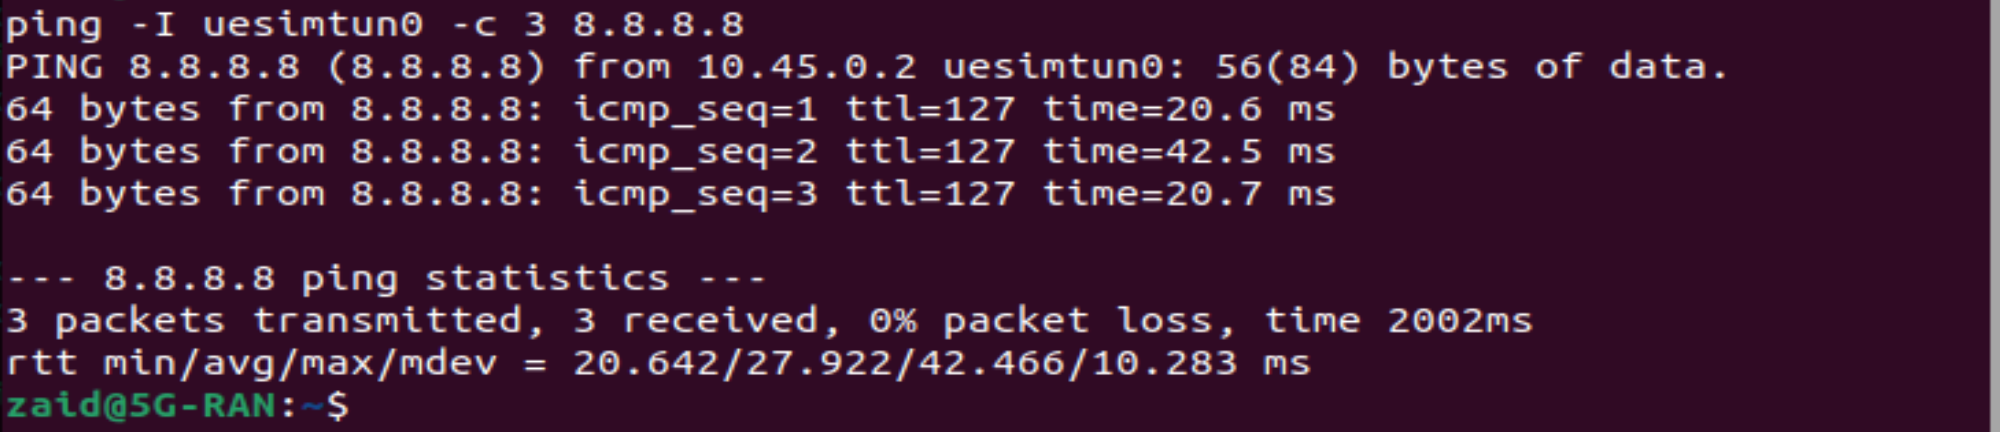 ping -I uesimtun0 -c 3 8.8.8.8
PING 8.8.8.8 (8.8.8.8) from 10.45.0.2 uesimtun0: 56(84) bytes of data.
64 bytes from 8.8.8.8: icmp_seq=1 ttl=127 time=20.6 ms
64 bytes from 8.8.8.8: icmp_seq=2 ttl=127 time=42.5 ms
64 bytes from 8.8.8.8: icmp_seq=3 ttl=127 time=20.7 ms
--- 8.8.8.8 ping statistics ---
3 packets transmitted, 3 received, 0% packet loss, time 2002ms
rtt min/avg/max/mdev = 20.642/27.922/42.466/10.283 ms
zaid@5G-RAN:~$